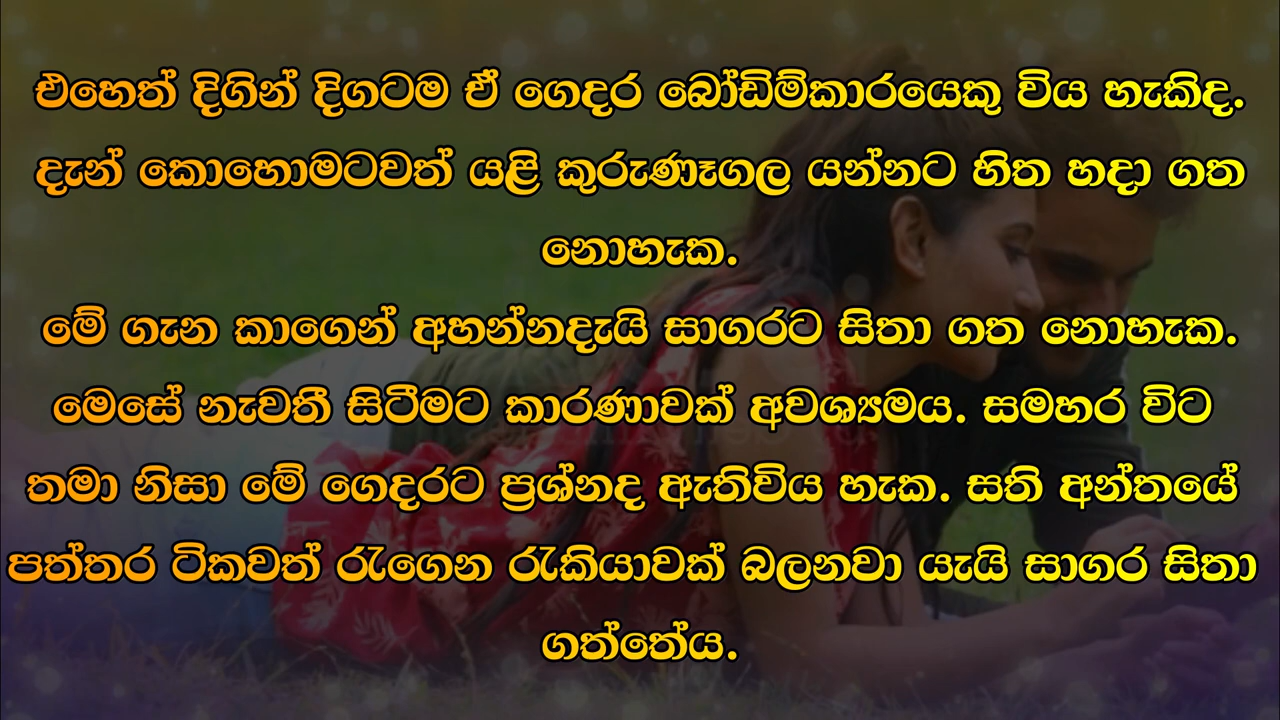 එහෙත් දිගින් දිගටම ඒ ගෙදර බෝඩිම්කාරයෙකු විය හැකිද.
දැන් කොහොමටවත් යළි කුරුණෑගල යන්නට හිත හදා ගත
නොහැක.
මේ ගැන කාගෙන් අහන්නදැයි සාගරට සිතා ගත නොහැක.
මෙසේ නැවතී සිටීමට කාරණාවක් අවශ්‍යමය. සමහර විට
තමා නිසා මේ ගෙදරට ප්‍රශ්නද ඇතිවිය හැක. සති අන්තයේ
පත්තර ටිකවත් රැගෙන රැකියාවක් බලනවා යැයි සාගර සිතා
ගත්තේය.